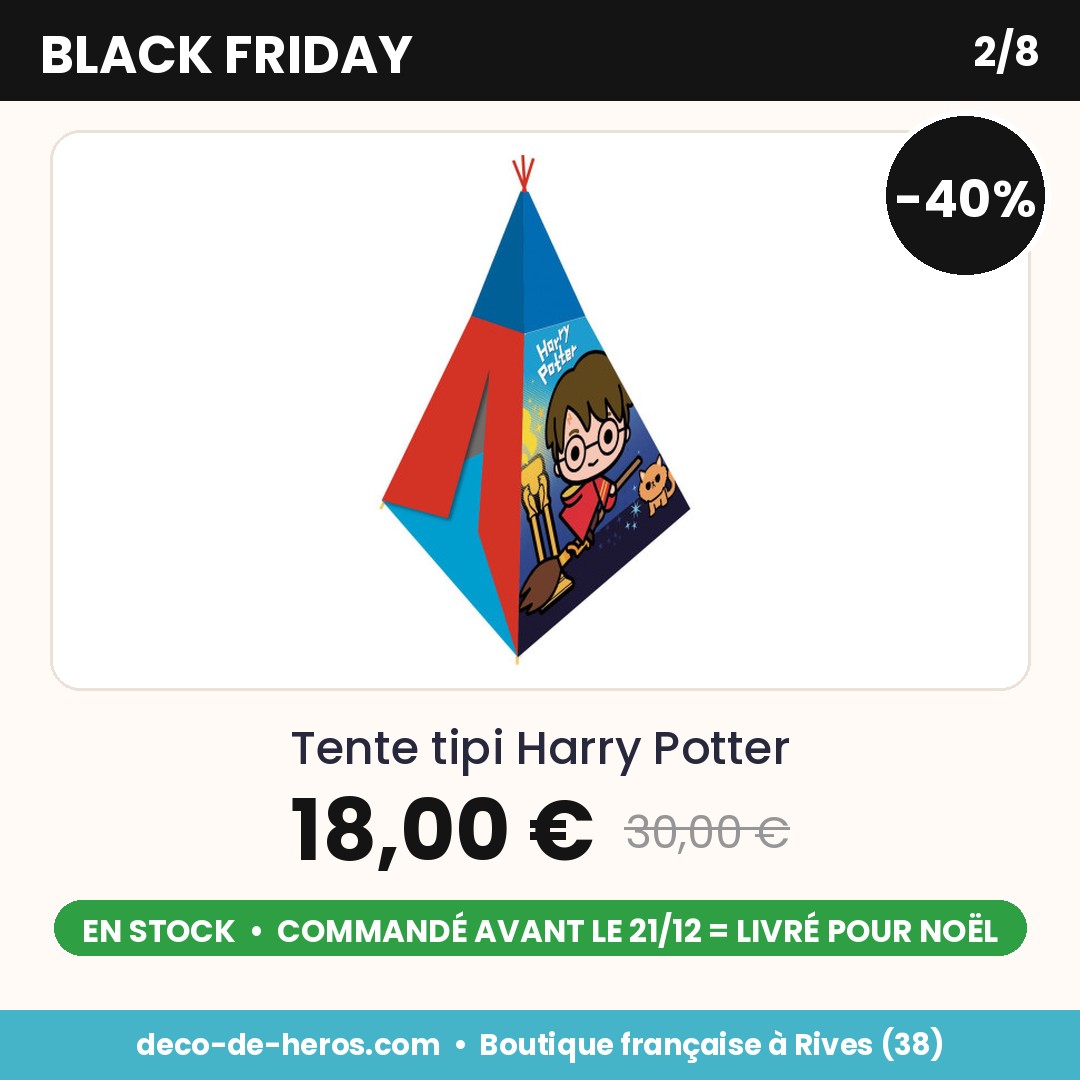 BLACK FRIDAY
2/8
-40%
Harry
Potter
Tente tipi Harry Potter
18,00 € 30,00 €
EN STOCK • COMMANDÉ AVANT LE 21/12 = LIVRÉ POUR NOËL
deco-de-heros.com • Boutique française à Rives (38)